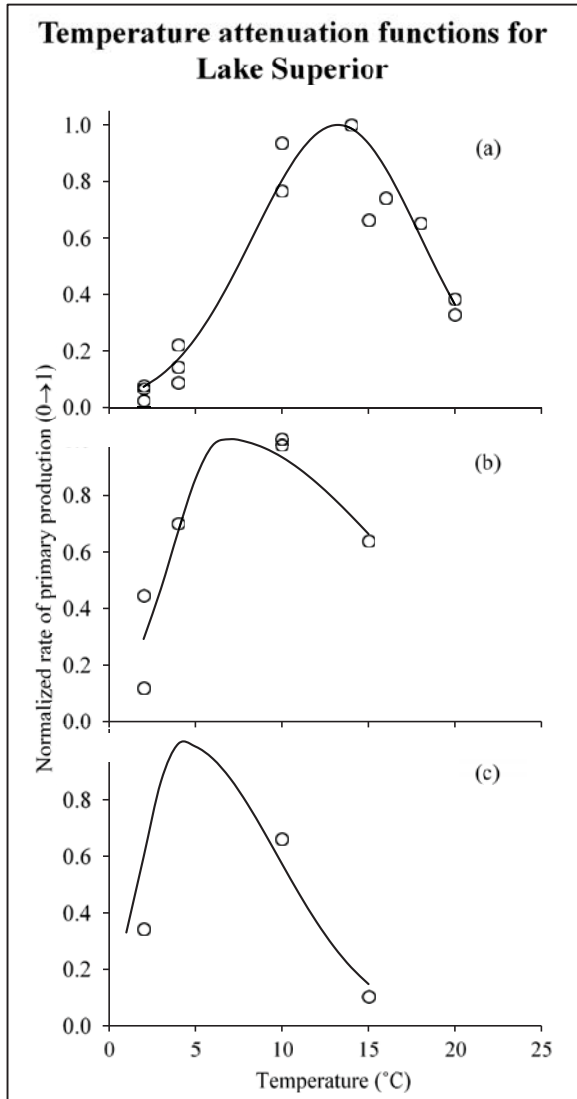 Temperature attenuation functions for
Lake Superior
Normalized rate of primary production (0→1)
(a)
1.0
0.8
0.6
0.4
0.2
0.0
(b)
0.8
0.6
0.4
0.2
0.0
(c)
0.8
0.6
0.4
0.2
0.0
0 5 10 15 20 25
Temperature (˚C)